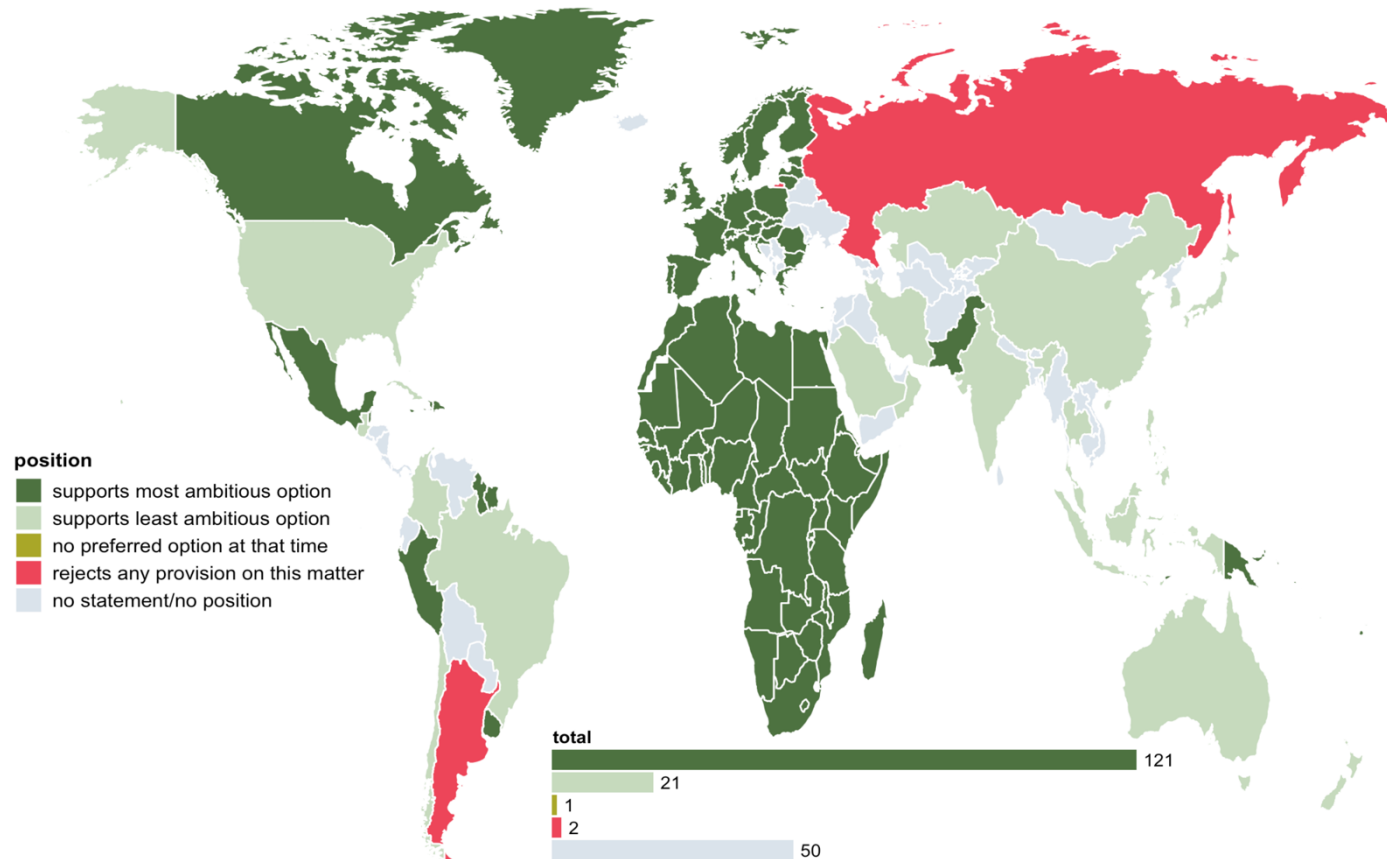 position
supports most ambitious option
supports least ambitious option
no preferred option at that time
rejects any provision on this matter
no statement/no position
total
121
21
1
2
50